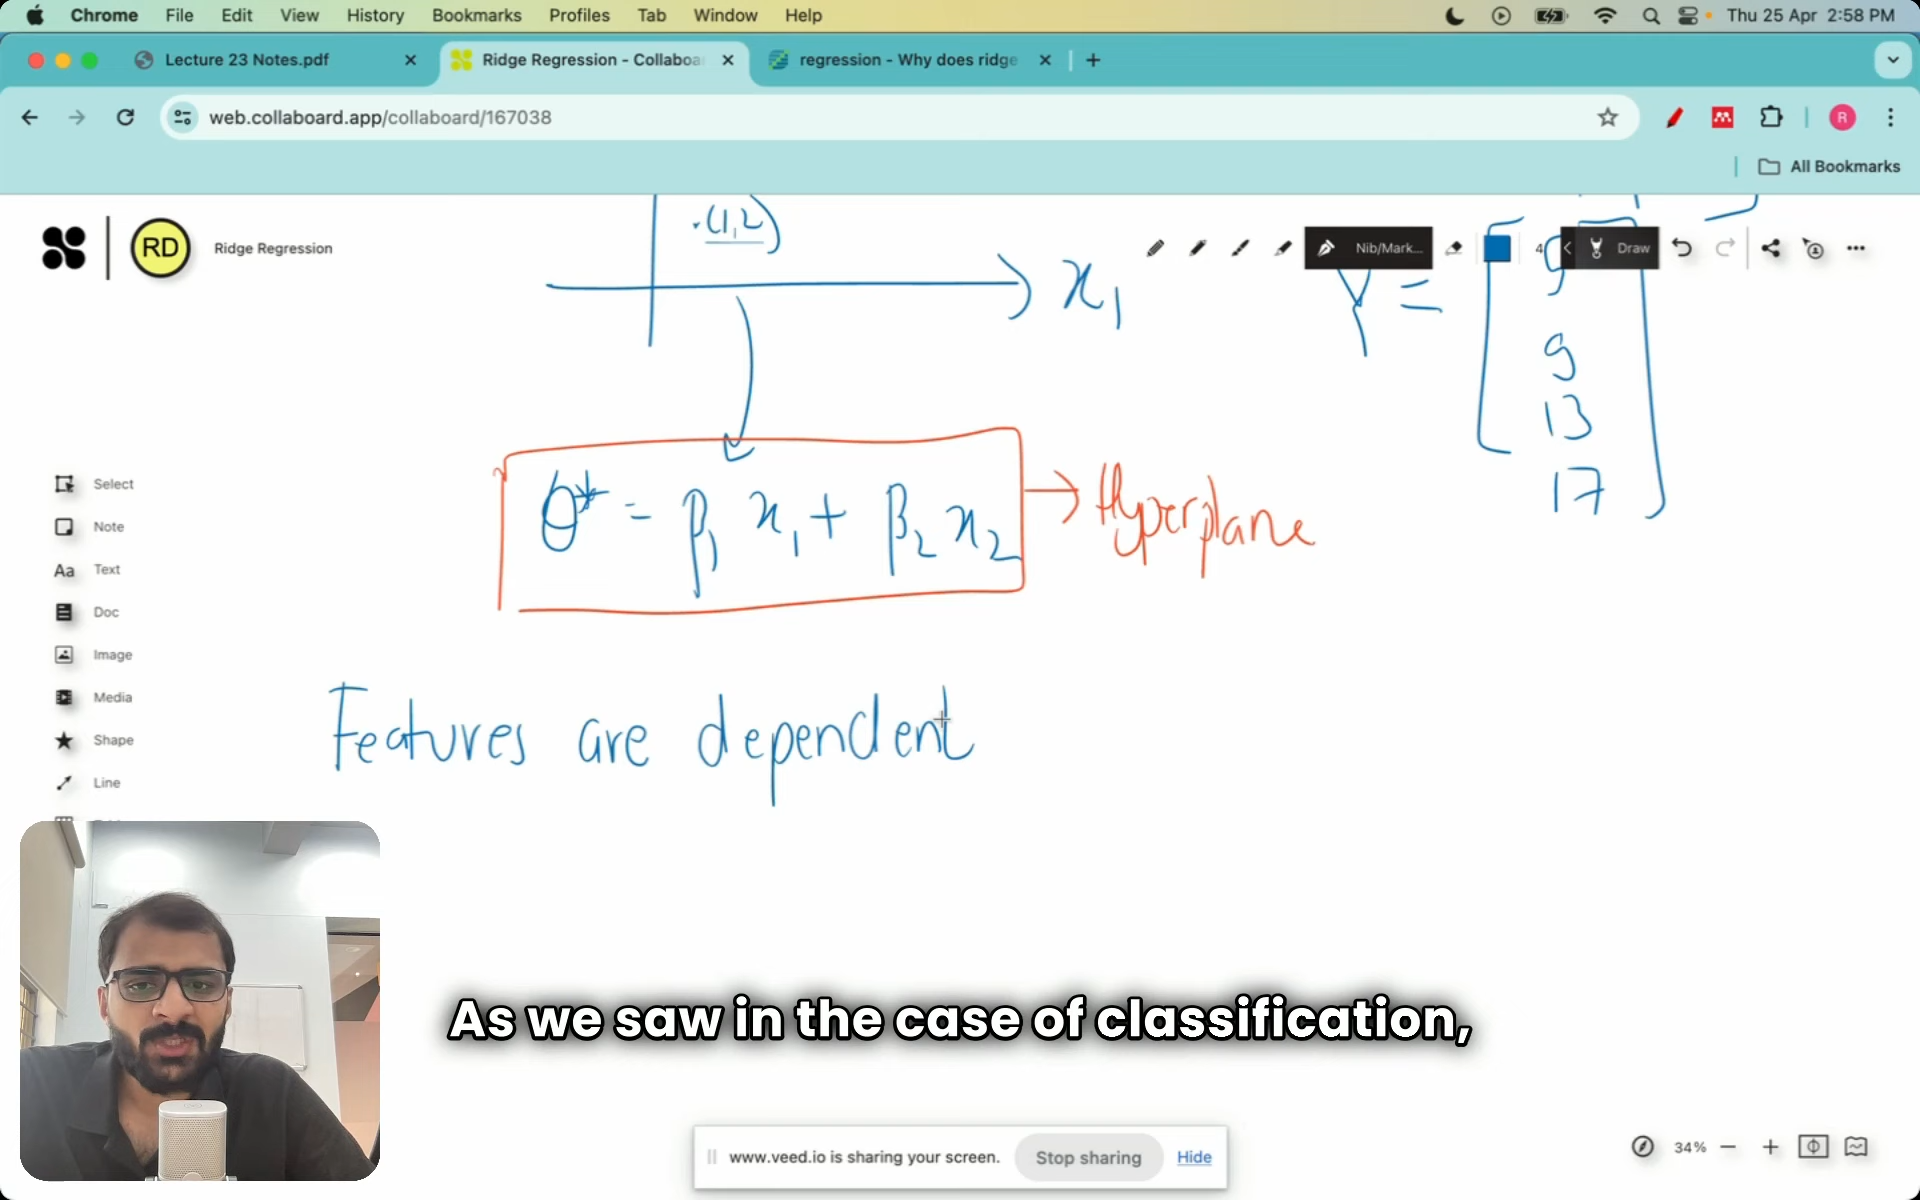 Chrome File Edit View History Bookmarks Profiles Tab Window Help Thu 25 Apr 2:58 PM
Lecture 23 Notes.pdf Ridge Regression - Collaboa regression - Why does ridge
web.collaboard.app/collaboard/167038 R
All Bookmarks
RD Ridge Regression Nib/Mark... 4 Draw
.(1,2)
x₁
Y = [
9
13
17
θ* = β₁ x₁ + β₂ x₂ → Hyperplane
Features are dependent
Select
Note
Aa Text
Doc
Image
Media
Shape
Line
As we saw in the case of classification,
www.veed.io is sharing your screen. Stop sharing Hide
34%